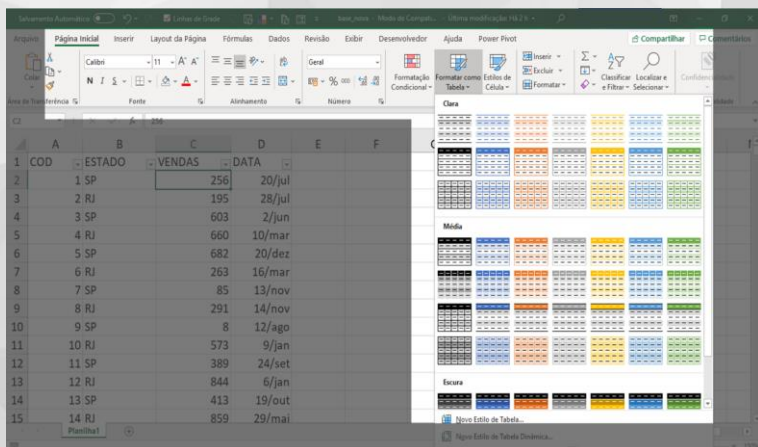 Salvamento Automático
Linhas de Grade
base_nova - Modo de Compati... - Última modificação: Há 2 h
Arquivo Página Inicial Inserir Layout da Página Fórmulas Dados Revisão Exibir Desenvolvedor Ajuda Power Pivot Compartilhar Comentários
Colar
Calibri 11
N I S
Geral
Formatação Condicional
Formatar como Tabela
Estilos de Célula
Inserir
Excluir
Formatar
Classificar e Filtrar
Localizar e Selecionar
Área de Transferência Fonte Alinhamento Número
C2 256
Clara
A B C D E F
1 COD ESTADO VENDAS DATA
2 1 SP 256 20/jul
3 2 RJ 195 28/jul
4 3 SP 603 2/jun
5 4 RJ 660 10/mar
6 5 SP 682 20/dez
7 6 RJ 263 16/mar
8 7 SP 85 13/nov
9 8 RJ 291 14/nov
10 9 SP 8 12/ago
11 10 RJ 573 9/jan
12 11 SP 389 24/set
13 12 RJ 844 6/jan
14 13 SP 413 19/out
15 14 RJ 859 29/mai
Média
Escura
Novo Estilo de Tabela...
Novo Estilo de Tabela Dinâmica...
Planilha1